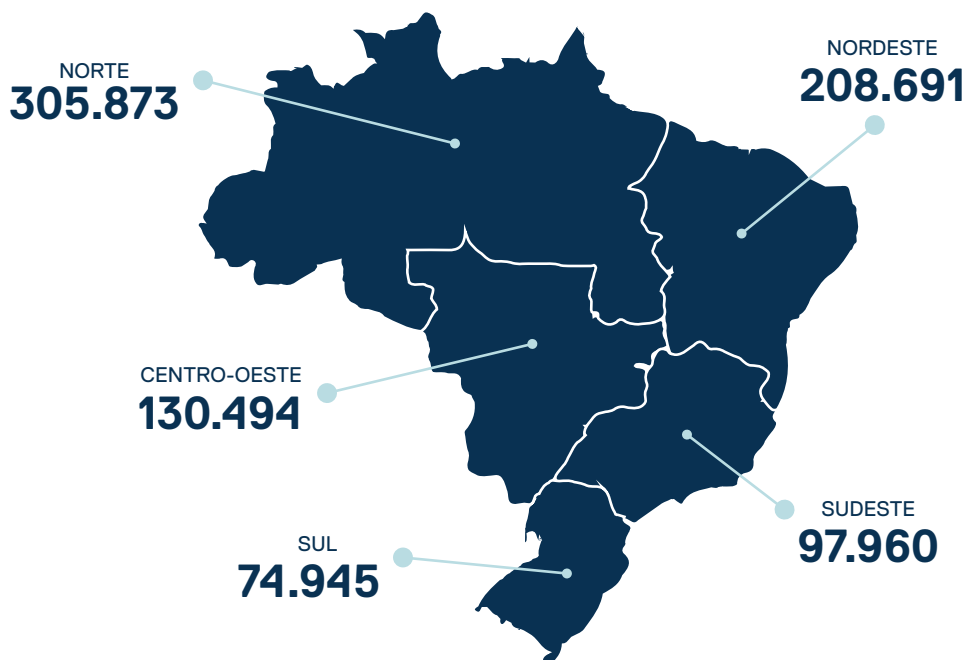 NORTE
305.873
NORDESTE
208.691
CENTRO-OESTE
130.494
SUDESTE
97.960
SUL
74.945